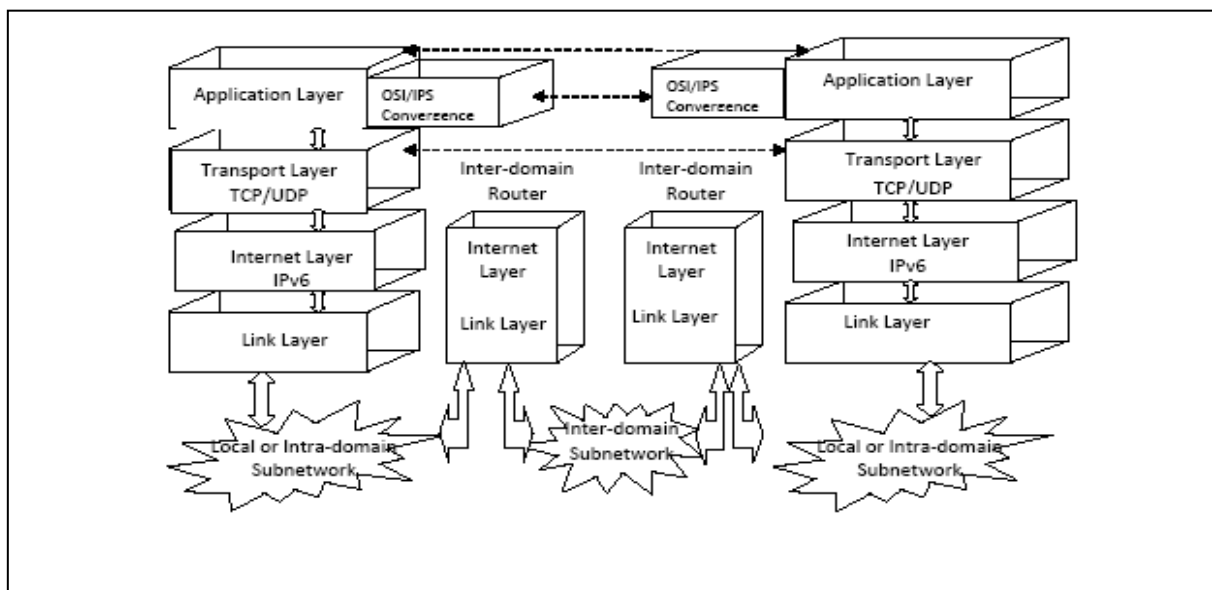 Application Layer
OSI/IPS
Convereence
OSI/IPS
Convereence
Application Layer
Transport Layer
TCP/UDP
Inter-domain
Router
Inter-domain
Router
Transport Layer
TCP/UDP
Internet Layer
IPv6
Internet
Layer
Link Layer
Internet
Layer
Link Layer
Internet Layer
IPv6
Link Layer
Link Layer
Local or Intra-domain
Subnetwork
Inter-domain
Subnetwork
Local or Intra-domain
Subnetwork